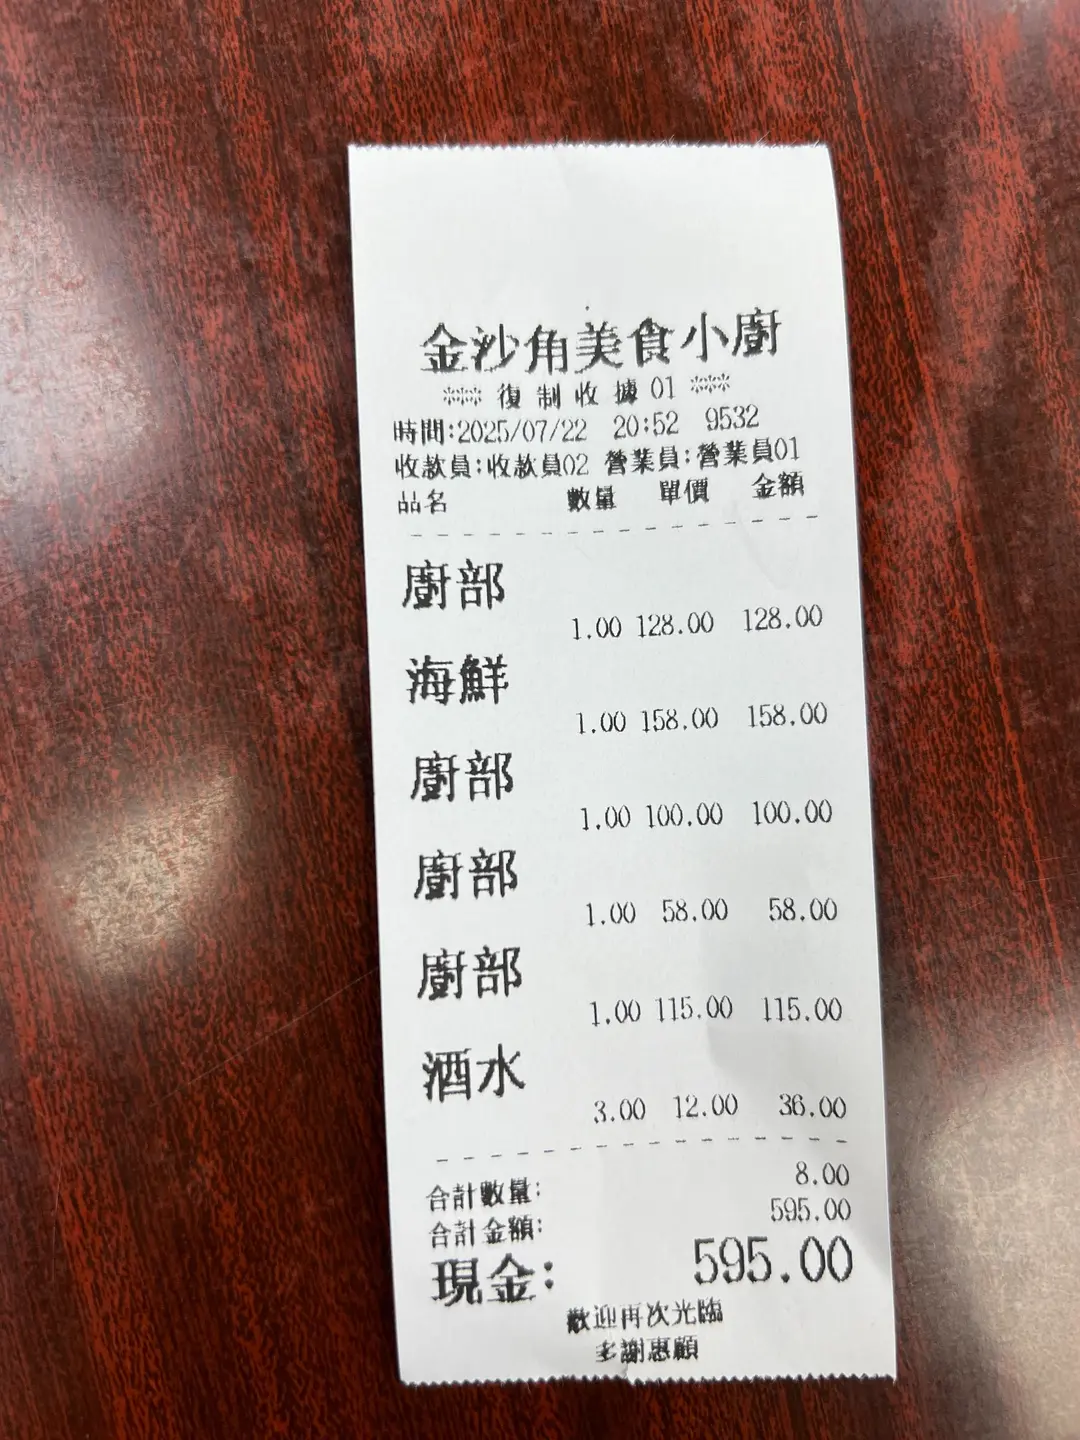 金沙角美食小廚
*** 復制收據01 ***
時間:2025/07/22 20:52 9532
收款員:收款員02 營業員:營業員01
品名 數量 單價 金額
廚部
1.00 128.00 128.00
海鮮
1.00 158.00 158.00
廚部
1.00 100.00 100.00
廚部
1.00 58.00 58.00
廚部
1.00 115.00 115.00
酒水
3.00 12.00 36.00
合計數量: 8.00
合計金額: 595.00
現金: 595.00
歡迎再次光臨
多謝惠顧